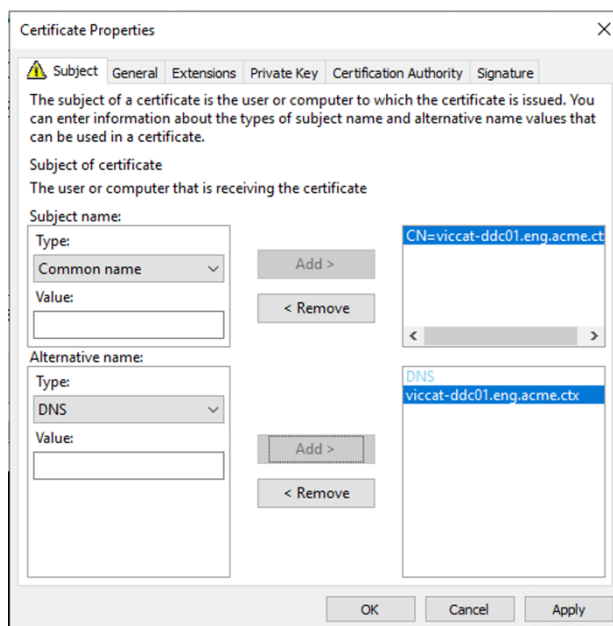 Certificate Properties
Subject General Extensions Private Key Certification Authority Signature
The subject of a certificate is the user or computer to which the certificate is issued. You
can enter information about the types of subject name and alternative name values that
can be used in a certificate.
Subject of certificate
The user or computer that is receiving the certificate
Subject name:
Type:
Common name
Value:
Add >
< Remove
CN=viccat-ddc01.eng.acme.ct
Alternative name:
Type:
DNS
Value:
Add >
< Remove
DNS
viccat-ddc01.eng.acme.ctx
OK Cancel Apply